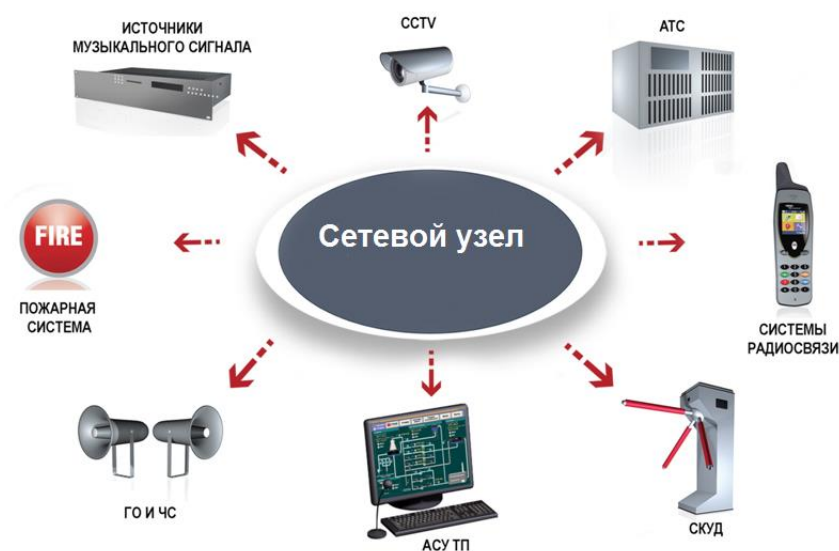 ИСТОЧНИКИ
МУЗЫКАЛЬНОГО СИГНАЛА
CCTV
АТС
FIRE
Сетевой узел
ПОЖАРНАЯ
СИСТЕМА
СИСТЕМЫ
РАДИОСВЯЗИ
ГО И ЧС
АСУ ТП
СКУД